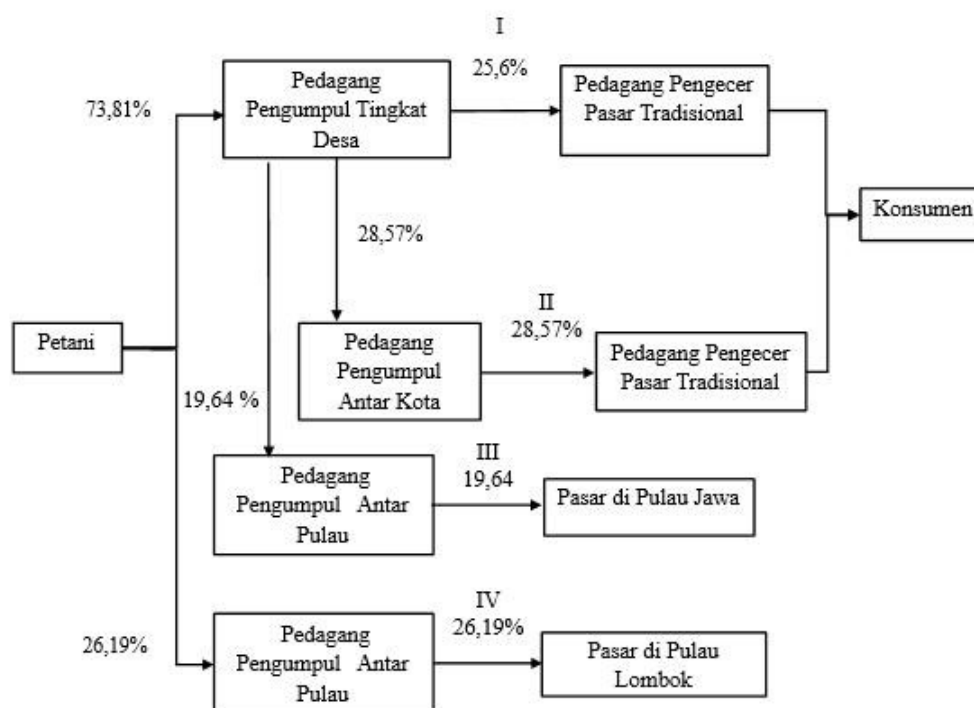 I
25,6%
Pedagang
Pengumpul Tingkat
Desa
Pedagang Pengecer
Pasar Tradisional
73,81%
Konsumen
28,57%
II
28,57%
Petani
Pedagang
Pengumpul
Antar Kota
Pedagang Pengecer
Pasar Tradisional
19,64 %
III
19,64
Pedagang
Pengumpul Antar
Pulau
Pasar di Pulau Jawa
IV
26,19%
26,19%
Pedagang
Pengumpul Antar
Pulau
Pasar di Pulau
Lombok